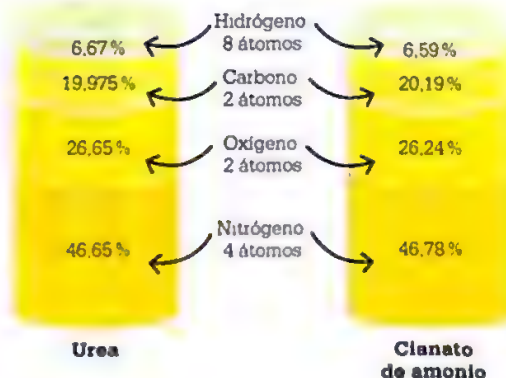 Hidrógeno
8 átomos
6,67%
6,59%
Carbono
2 átomos
19,975%
20,19%
Oxígeno
2 átomos
26,65%
26,24%
Nitrógeno
4 átomos
46,65%
46,78%
Urea
Cianato
de amonio